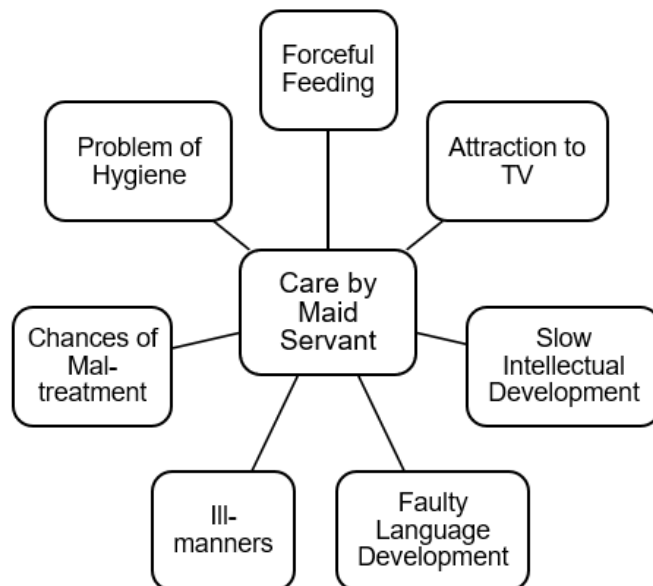 Forceful
Feeding
Problem of
Hygiene
Attraction to
TV
Care by
Maid
Servant
Chances of
Mal-
treatment
Slow
Intellectual
Development
Ill-
manners
Faulty
Language
Development